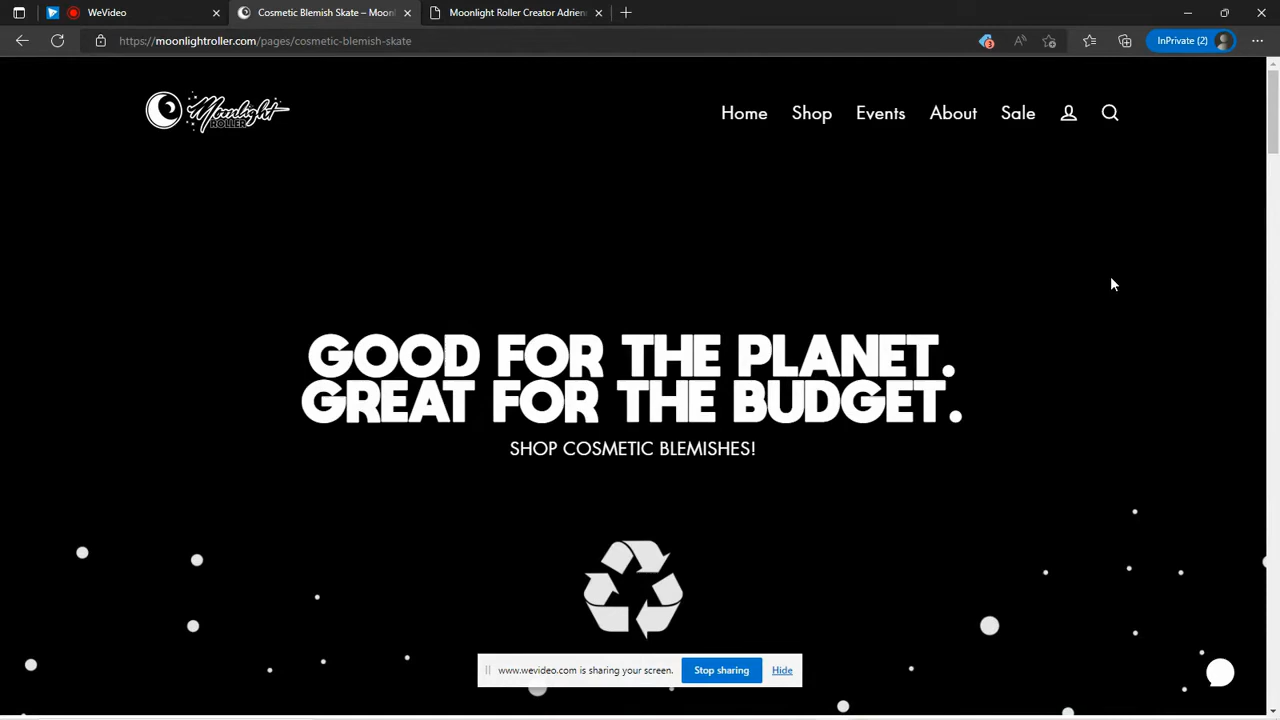 WeVideo
Cosmetic Blemish Skate – Moonl
Moonlight Roller Creator Adrien
https://moonlightroller.com/pages/cosmetic-blemish-skate
3
InPrivate (2)
Moonlight
ROLLER
Home
Shop
Events
About
Sale
GOOD FOR THE PLANET.
GREAT FOR THE BUDGET.
SHOP COSMETIC BLEMISHES!
www.wevideo.com is sharing your screen.
Stop sharing
Hide